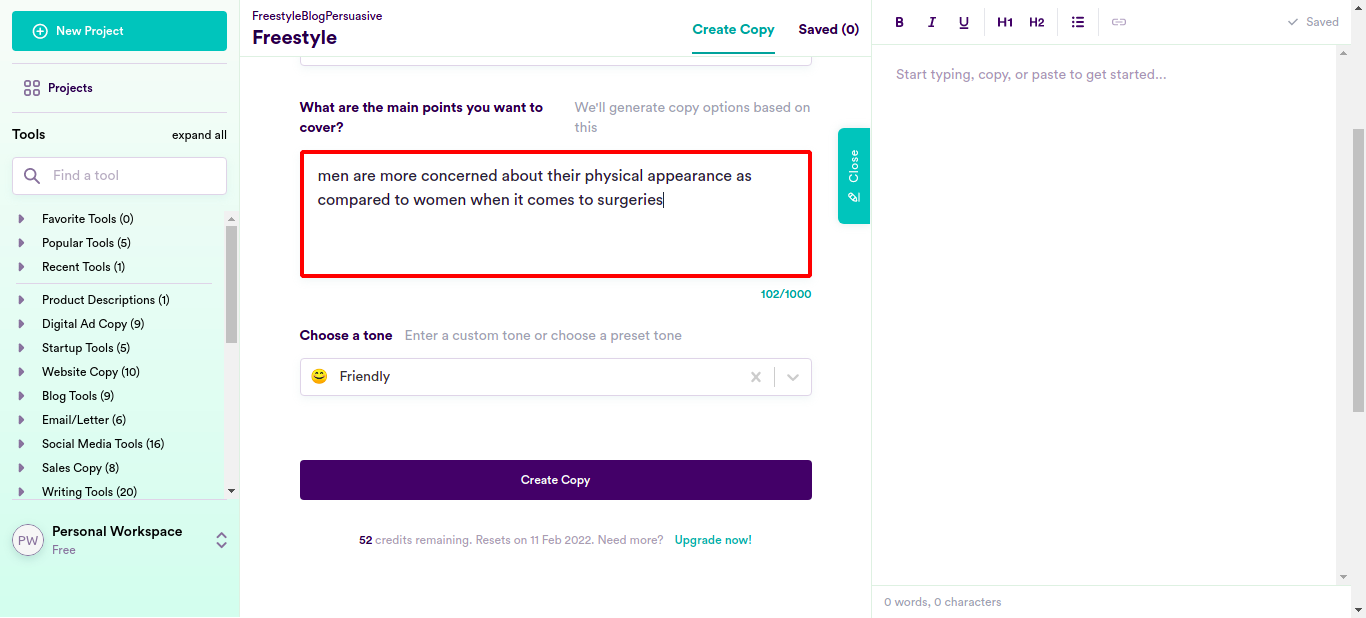 New Project
Projects
Tools
expand all
Find a tool
Favorite Tools (0)
Popular Tools (5)
Recent Tools (1)
Product Descriptions (1)
Digital Ad Copy (9)
Startup Tools (5)
Website Copy (10)
Blog Tools (9)
Email/Letter (6)
Social Media Tools (16)
Sales Copy (8)
Writing Tools (20)
PW
Personal Workspace
Free
FreestyleBlogPersuasive
Freestyle
Create Copy
Saved (0)
What are the main points you want to
cover?
We'll generate copy options based on
this
men are more concerned about their physical appearance as
compared to women when it comes to surgeries
102/1000
Choose a tone
Enter a custom tone or choose a preset tone
😊 Friendly
Create Copy
52 credits remaining. Resets on 11 Feb 2022. Need more? Upgrade now!
Close
B I U H1 H2
Saved
Start typing, copy, or paste to get started...
0 words, 0 characters